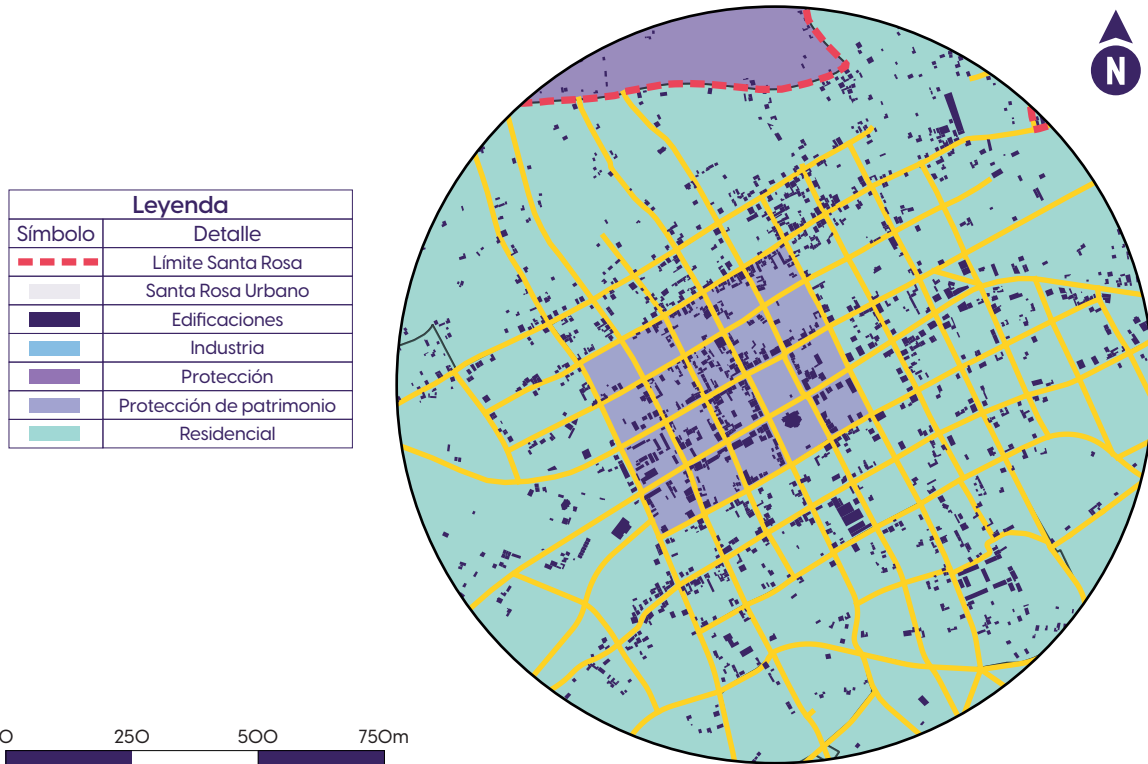 N
Leyenda
Símbolo Detalle
Límite Santa Rosa
Santa Rosa Urbano
Edificaciones
Industria
Protección
Protección de patrimonio
Residencial
0 250 500 750m